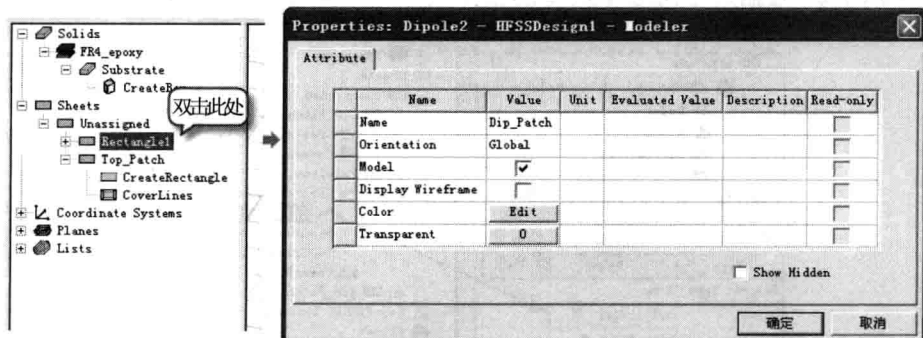 Solids
FR4_epoxy
Substrate
CreateBo
双击此处
Sheets
Unassigned
Rectangle1
Top_Patch
CreateRectangle
CoverLines
Coordinate Systems
Planes
Lists
Properties: Dipole2 - HFSSDesign1 - Modeler
Attribute
Name Value Unit Evaluated Value Description Read-only
Name Dip_Patch
Orientation Global
Model
Display Wireframe
Color Edit
Transparent 0
Show Hidden
确定 取消